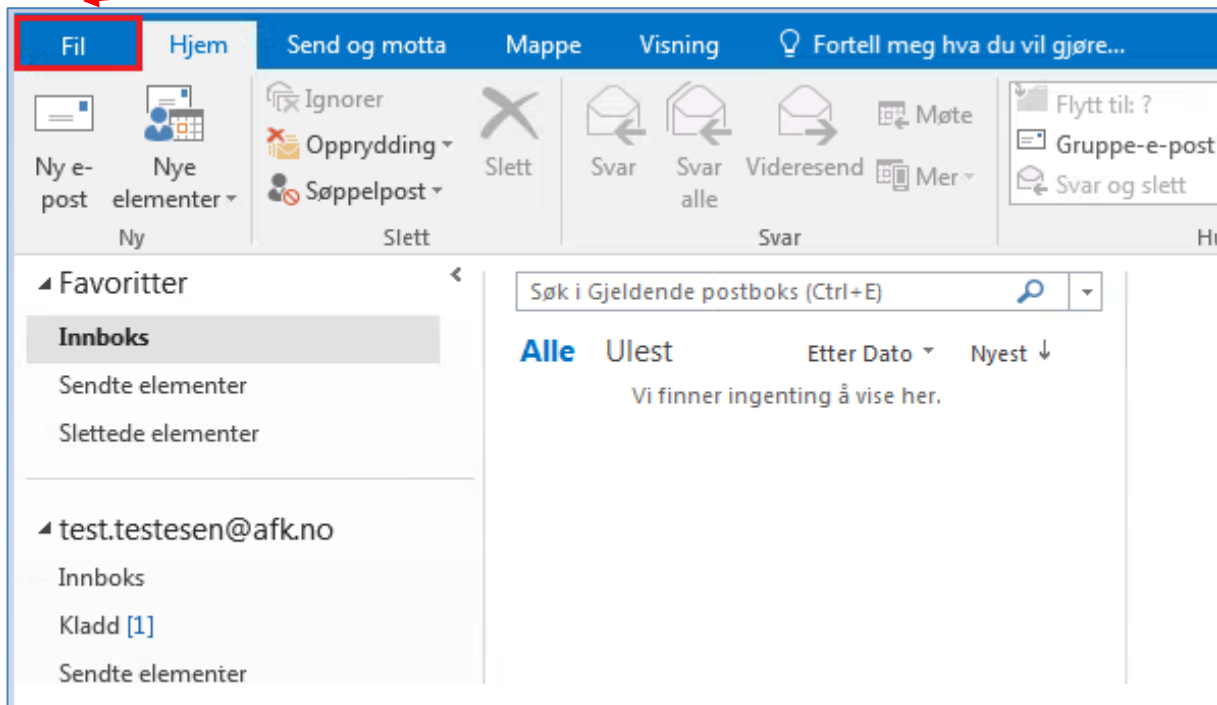 Fil Hjem Send og motta Mappe Visning Fortell meg hva du vil gjøre...
Ny e-post
Nye elementer
Ny
Ignorer
Opprydding
Søppelpost
Slett
Slett
Svar
Svar alle
Videresend
Møte
Mer
Svar
Flytt til: ?
Gruppe-e-post
Svar og slett
Favoritter
Innboks
Sendte elementer
Slettede elementer
test.testesen@afk.no
Innboks
Kladd [1]
Sendte elementer
Søk i Gjeldende postboks (Ctrl+E)
Alle Ulest Etter Dato Nyest
Vi finner ingenting å vise her.